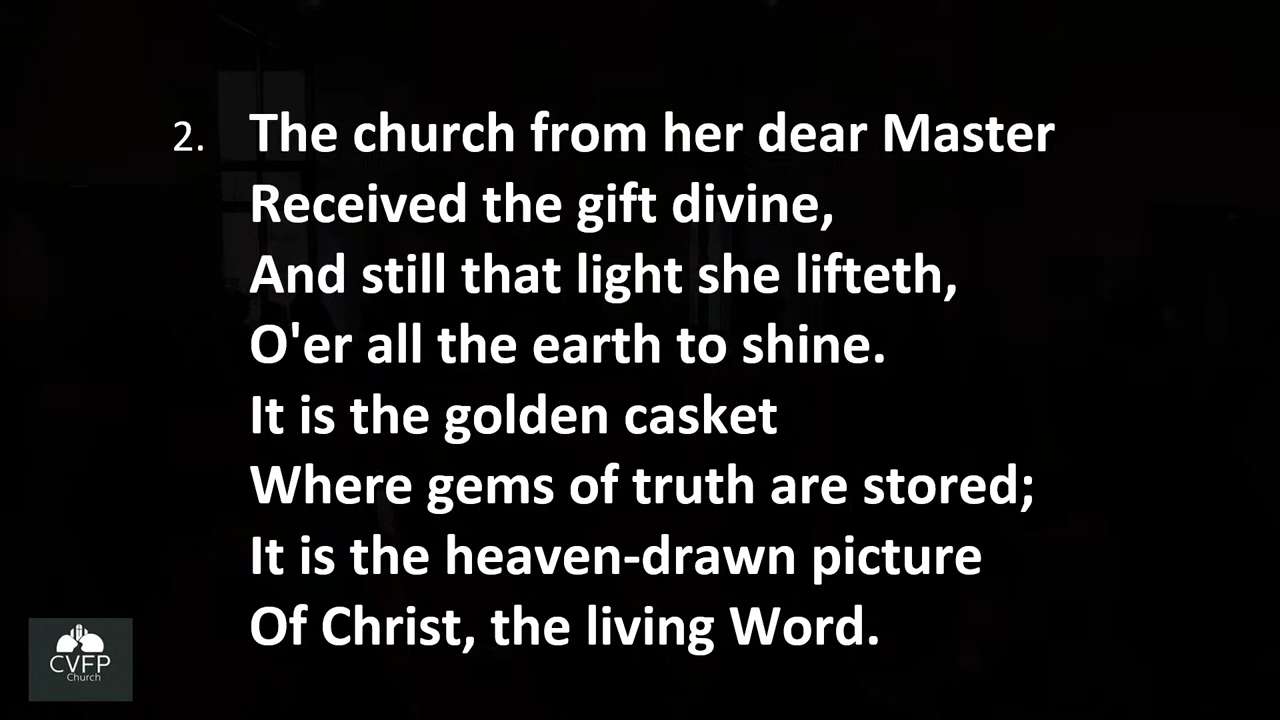 2. The church from her dear Master
Received the gift divine,
And still that light she lifteth,
O'er all the earth to shine.
It is the golden casket
Where gems of truth are stored;
It is the heaven-drawn picture
Of Christ, the living Word.
CVFP
Church